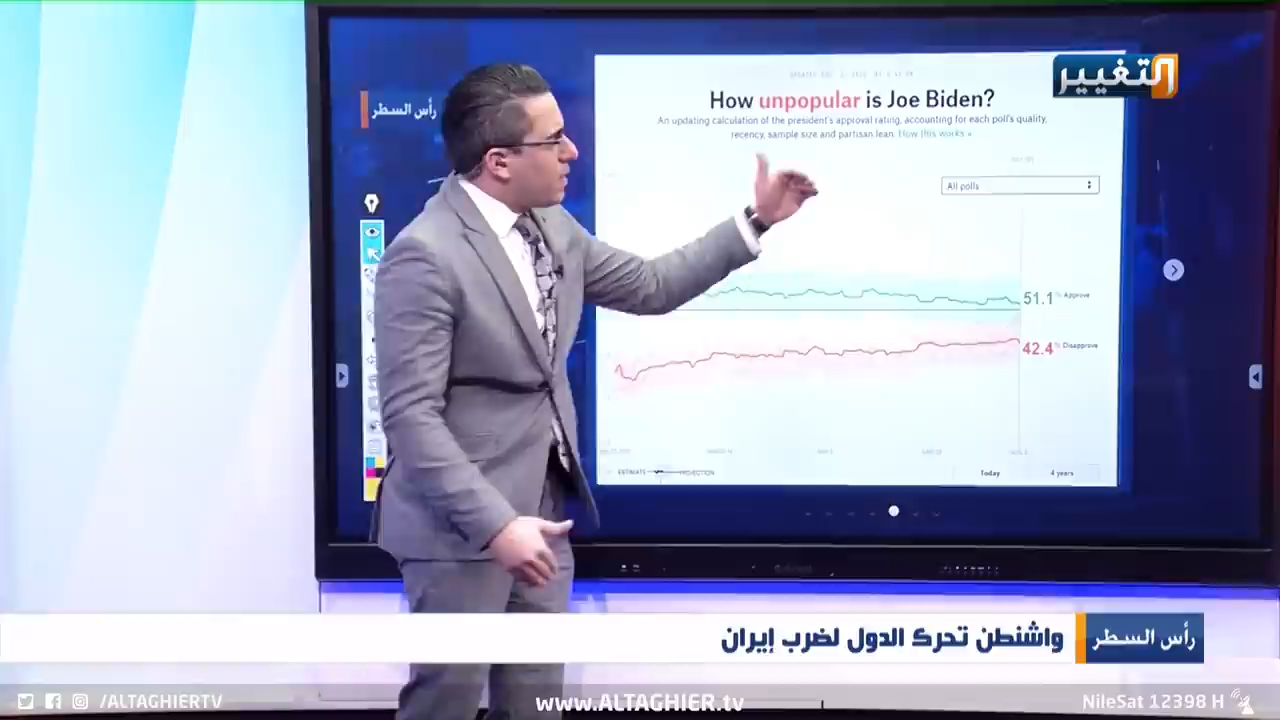 التغيير
رأس السطر
How unpopular is Joe Biden?
An updating calculation of the president's approval rating, accounting for each poll's quality,
recency, sample size and partisan lean. How this works »
All polls
51.1% Approve
42.4% Disapprove
ESTIMATE
PROJECTION
Today
4 years
رأس السطر
واشنطن تحرك الدول لضرب إيران
/ALTAGHIERTV
www.ALTAGHIER.tv
NileSat 12398 H